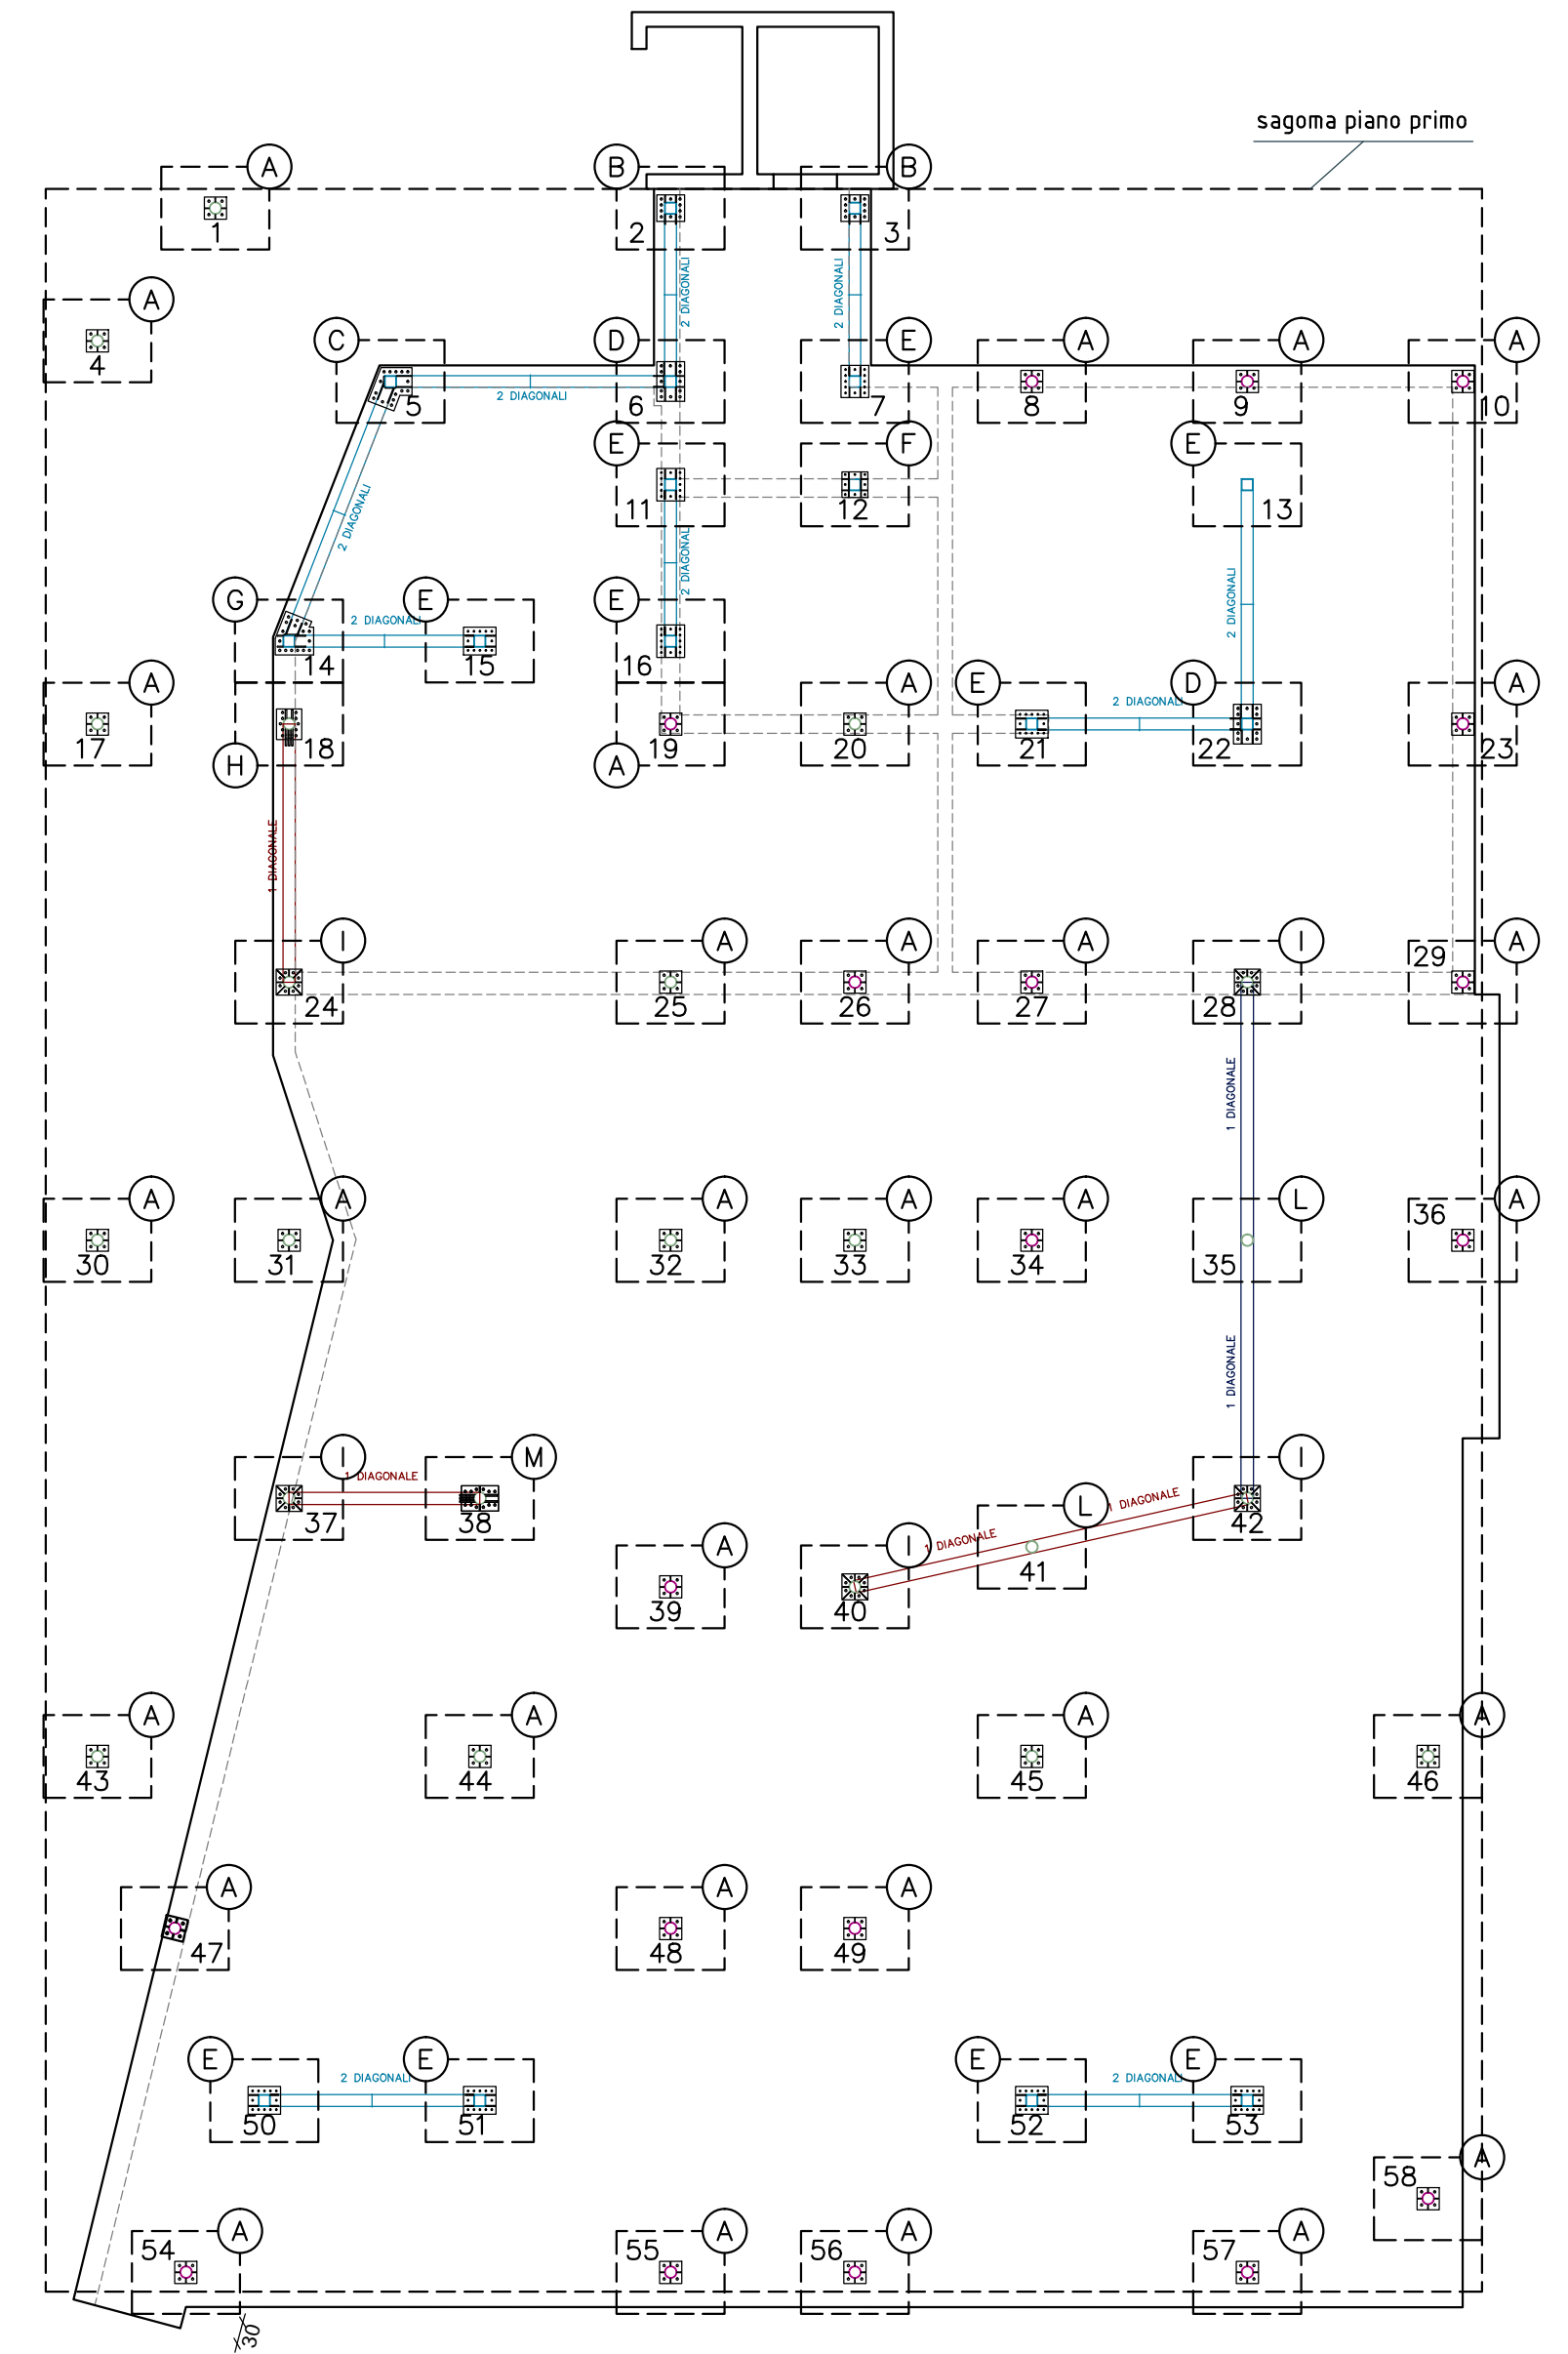 sagoma piano primo
A
B
B
1
2
3
2 DIAGONALI
2 DIAGONALI
A
4
C
D
E
A
A
A
5
2 DIAGONALI
6
7
8
9
10
E
F
E
11
12
13
2 DIAGONALI
2 DIAGONALI
2 DIAGONALI
G
E
E
2 DIAGONALI
14
15
16
A
A
E
D
A
2 DIAGONALI
17
18
19
20
21
22
23
H
A
1 DIAGONALE
I
A
A
A
I
A
29
24
25
26
27
28
1 DIAGONALE
A
A
A
A
A
L
A
36
30
31
32
33
34
35
1 DIAGONALE
I
M
I
1 DIAGONALE
37
38
42
L
1 DIAGONALE
A
I
1 DIAGONALE
41
39
40
A
A
A
A
43
44
45
46
A
A
A
47
48
49
E
E
E
E
2 DIAGONALI
2 DIAGONALI
50
51
52
53
A
58
A
A
A
A
54
55
56
57
30